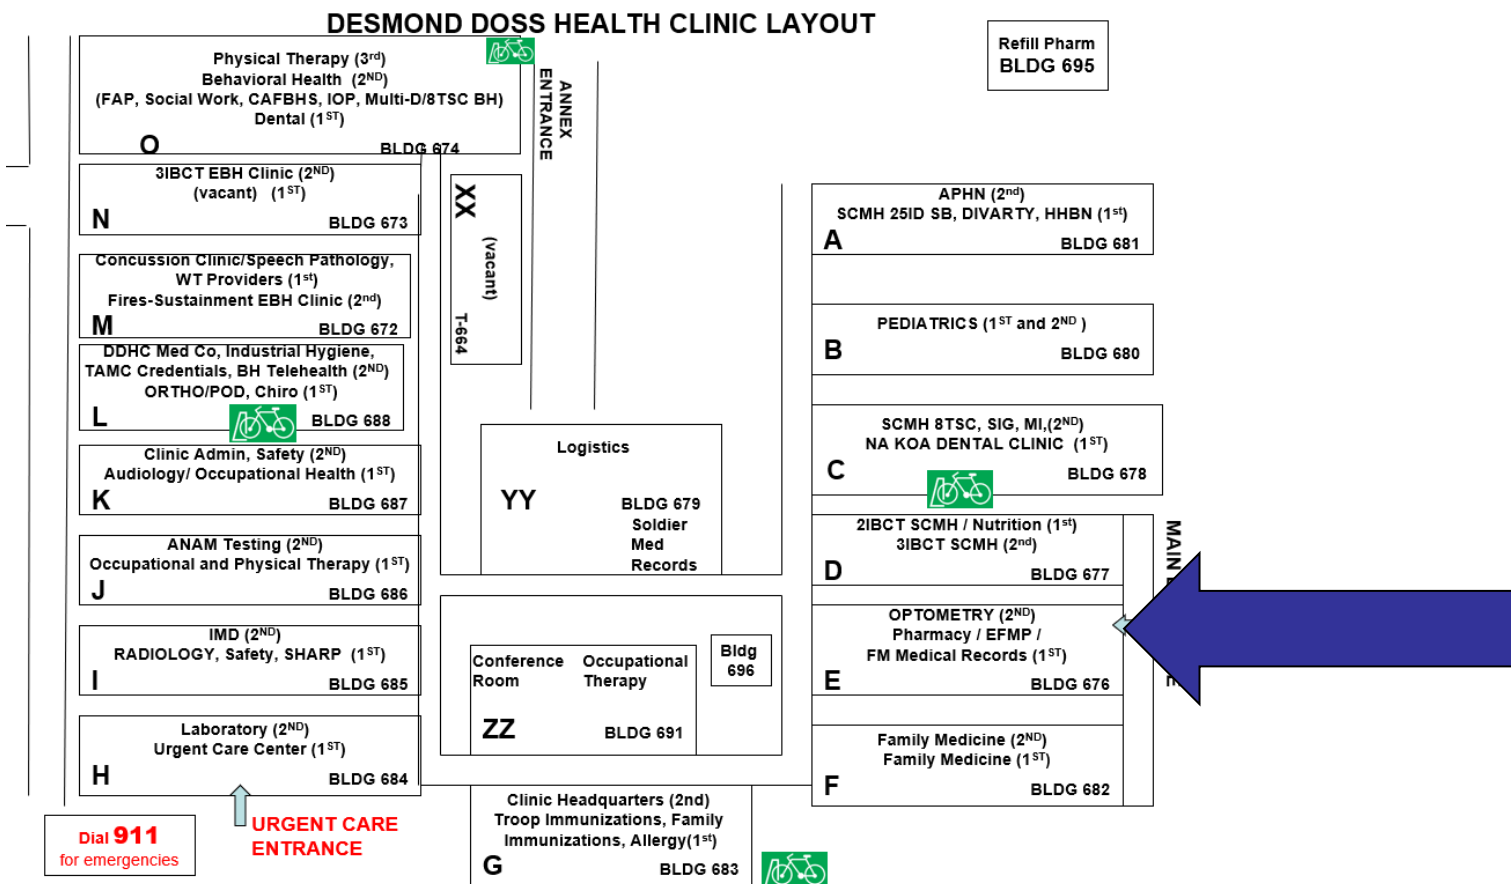 DESMOND DOSS HEALTH CLINIC LAYOUT
Refill Pharm
BLDG 695
Physical Therapy (3rd)
Behavioral Health (2ND)
(FAP, Social Work, CAFBHS, IOP, Multi-D/8TSC BH)
Dental (1ST)
O BLDG 674
ANNEX
ENTRANCE
3IBCT EBH Clinic (2ND)
(vacant) (1ST)
N BLDG 673
XX
(vacant)
T-664
Concussion Clinic/Speech Pathology,
WT Providers (1st)
Fires-Sustainment EBH Clinic (2nd)
M BLDG 672
DDHC Med Co, Industrial Hygiene,
TAMC Credentials, BH Telehealth (2ND)
ORTHO/POD, Chiro (1ST)
L BLDG 688
Clinic Admin, Safety (2ND)
Audiology/ Occupational Health (1ST)
K BLDG 687
ANAM Testing (2ND)
Occupational and Physical Therapy (1ST)
J BLDG 686
IMD (2ND)
RADIOLOGY, Safety, SHARP (1ST)
I BLDG 685
Laboratory (2ND)
Urgent Care Center (1ST)
H BLDG 684
URGENT CARE
ENTRANCE
Dial 911
for emergencies
Logistics
YY BLDG 679
Soldier
Med
Records
Conference
Room
Occupational
Therapy
ZZ BLDG 691
Bldg
696
Clinic Headquarters (2nd)
Troop Immunizations, Family
Immunizations, Allergy(1st)
G BLDG 683
APHN (2nd)
SCMH 25ID SB, DIVARTY, HHBN (1st)
A BLDG 681
PEDIATRICS (1ST and 2ND )
B BLDG 680
SCMH 8TSC, SIG, MI,(2ND)
NA KOA DENTAL CLINIC (1ST)
C BLDG 678
2IBCT SCMH / Nutrition (1st)
3IBCT SCMH (2nd)
D BLDG 677
OPTOMETRY (2ND)
Pharmacy / EFMP /
FM Medical Records (1ST)
E BLDG 676
Family Medicine (2ND)
Family Medicine (1ST)
F BLDG 682
MAIN